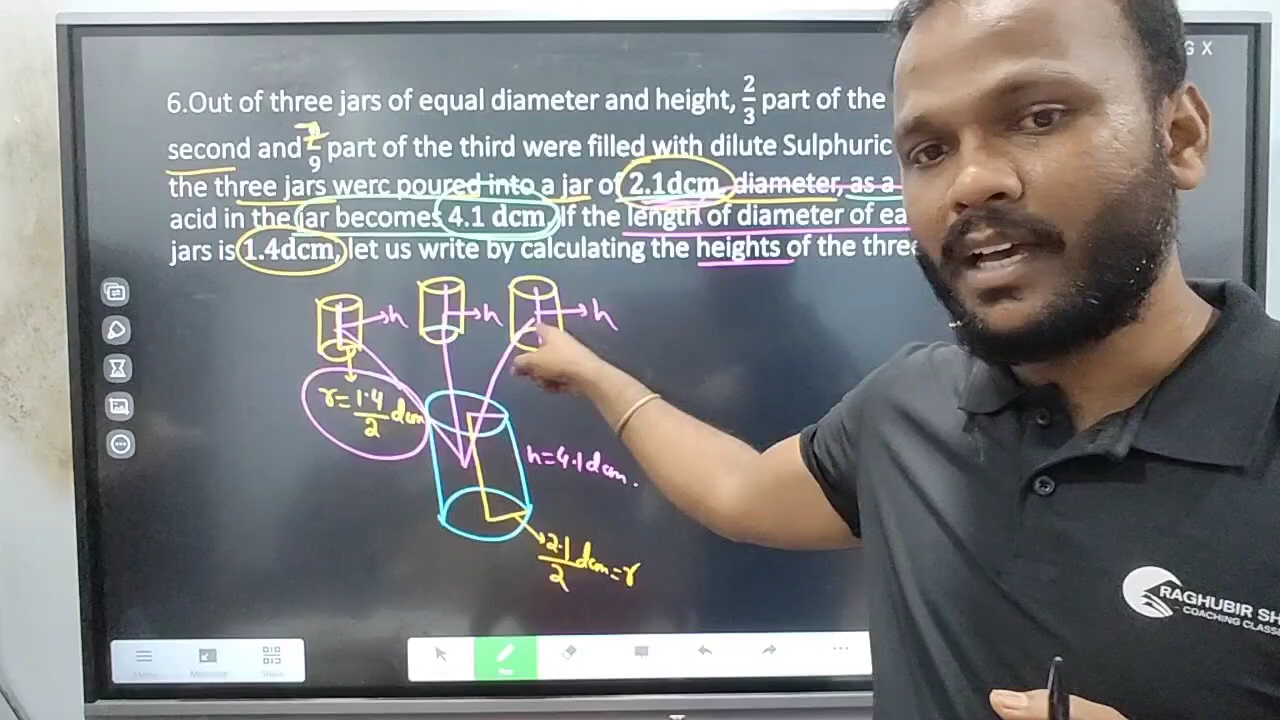 G X
6.Out of three jars of equal diameter and height, 2/3 part of the
second and 7/9 part of the third were filled with dilute Sulphuric
the three jars werc poured into a jar of 2.1dcm diameter, as a
acid in the jar becomes 4.1 dcm, If the length of diameter of ea
jars is 1.4dcm, let us write by calculating the heights of the three
h h h
r=1.4/2 dcm
h=4.1dcm.
2.1/2 dcm=r
RAGHUBIR SH
COACHING CLASS